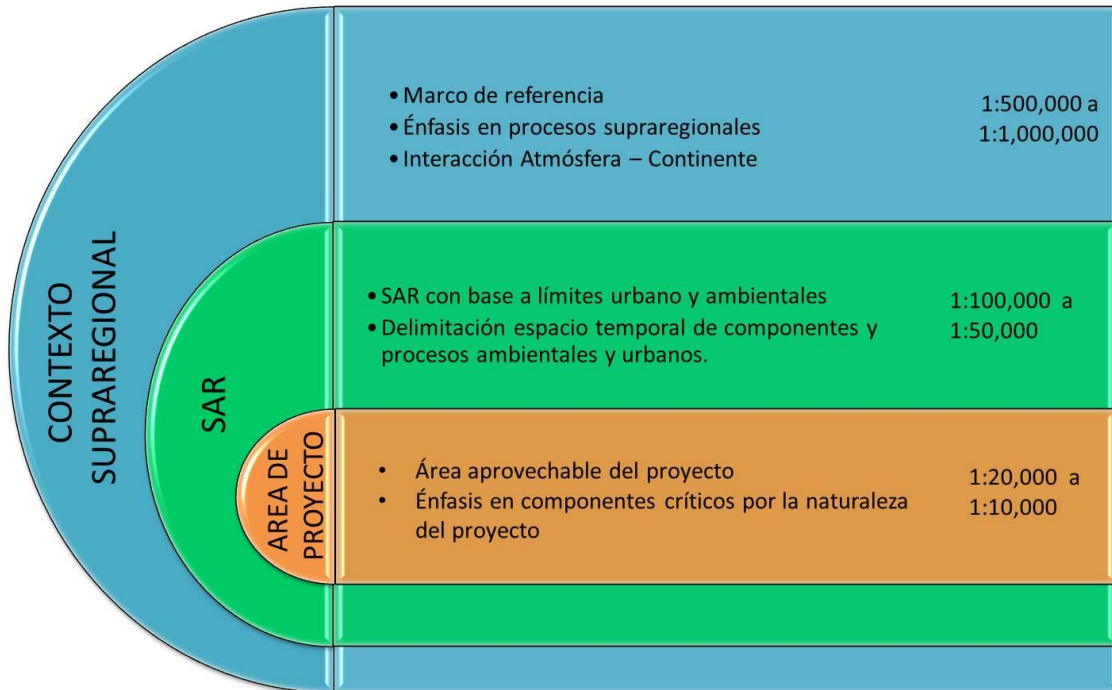 CONTEXTO
SUPRAREGIONAL
• Marco de referencia
• Énfasis en procesos supraregionales
• Interacción Atmósfera – Continente
1:500,000 a
1:1,000,000
SAR
• SAR con base a límites urbano y ambientales
• Delimitación espacio temporal de componentes y
procesos ambientales y urbanos.
1:100,000 a
1:50,000
AREA DE
PROYECTO
• Área aprovechable del proyecto
• Énfasis en componentes críticos por la naturaleza
del proyecto
1:20,000 a
1:10,000